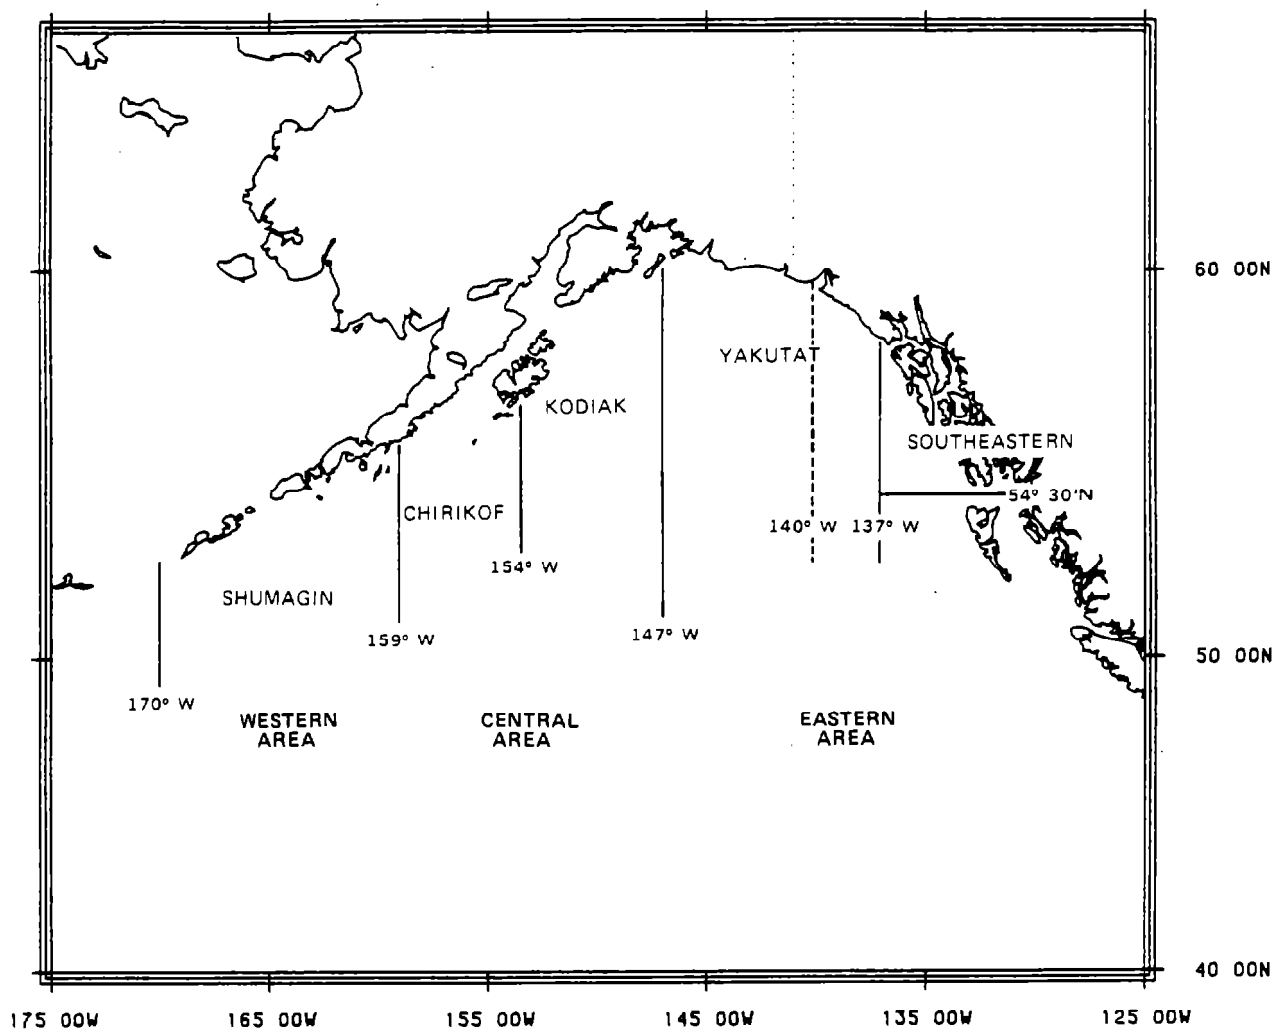 60 00N
YAKUTAT
KODIAK
SOUTHEASTERN
54° 30'N
CHIRIKOF
140° W
137° W
154° W
SHUMAGIN
159° W
147° W
50 00N
170° W
WESTERN
AREA
CENTRAL
AREA
EASTERN
AREA
40 00N
175 00W
165 00W
155 00W
145 00W
135 00W
125 00W